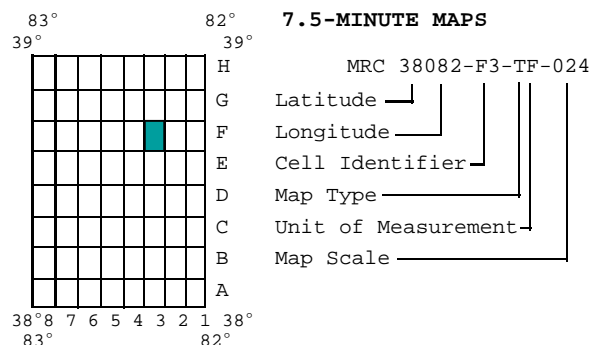 83° 82° 7.5-MINUTE MAPS
39° 39°
H MRC 38082-F3-TF-024
G Latitude
F Longitude
E Cell Identifier
D Map Type
C Unit of Measurement
B Map Scale
A
38° 8 7 6 5 4 3 2 1 38°
83° 82°